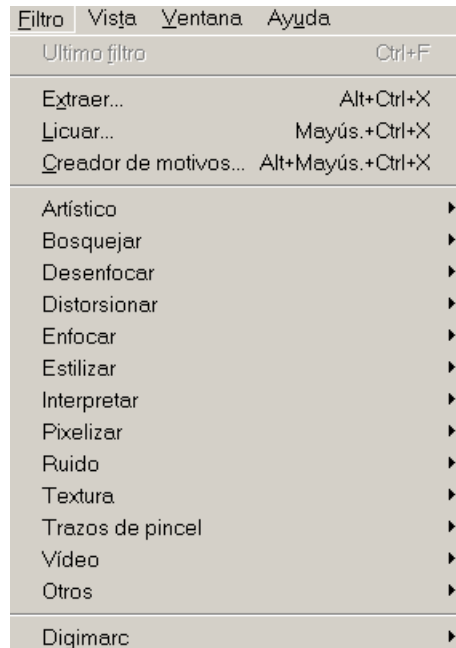 Filtro Vista Ventana Ayuda
Ultimo filtro Ctrl+F
Extraer... Alt+Ctrl+X
Licuar... Mayús.+Ctrl+X
Creador de motivos... Alt+Mayús.+Ctrl+X
Artístico
Bosquejar
Desenfocar
Distorsionar
Enfocar
Estilizar
Interpretar
Pixelizar
Ruido
Textura
Trazos de pincel
Vídeo
Otros
Digimarc